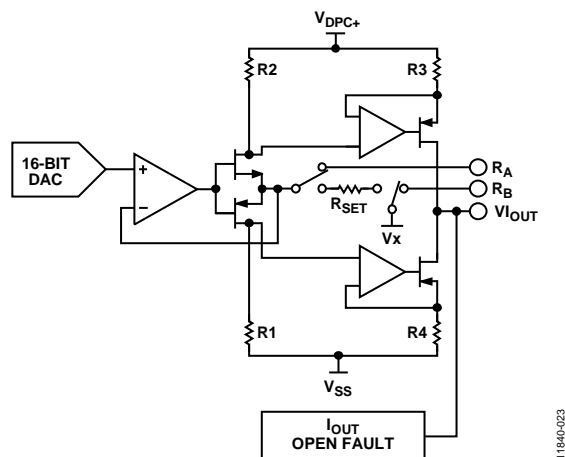 VDPC+
R2
R3
16-BIT
DAC
+
−
RA
RB
RSET
Vx
VIOUT
R1
R4
VSS
IOUT
OPEN FAULT
11840-023